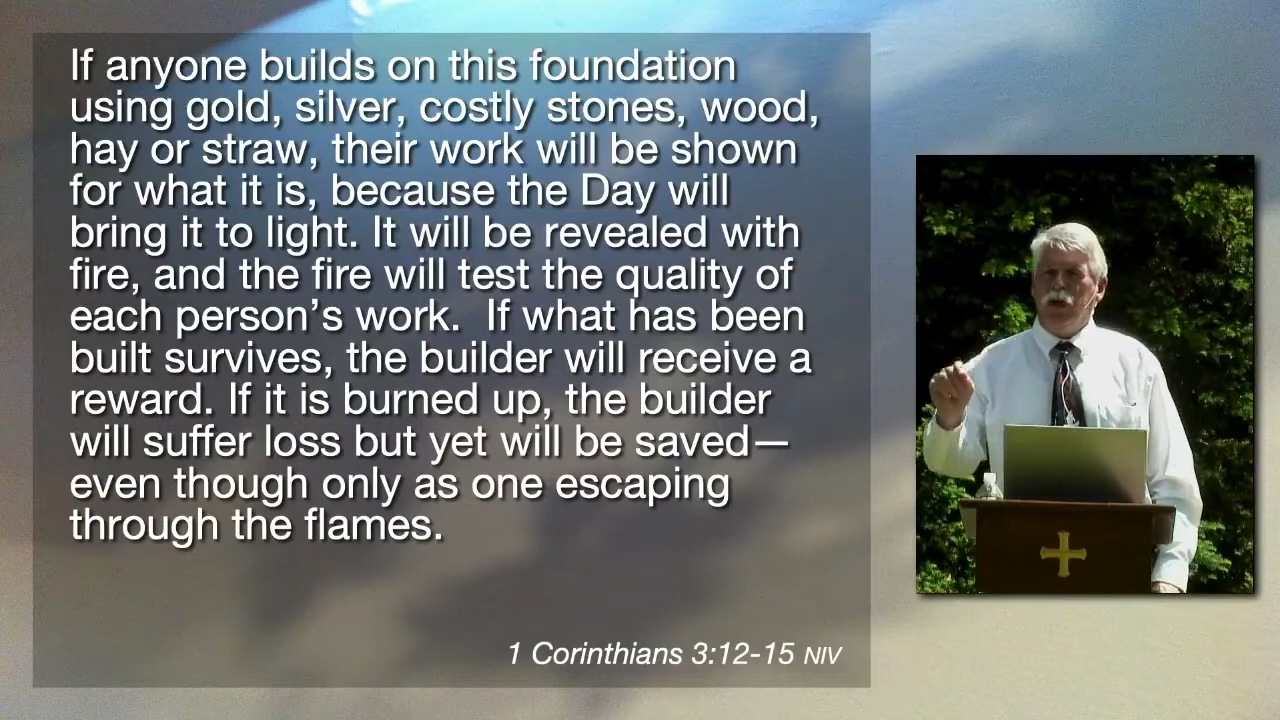 If anyone builds on this foundation
using gold, silver, costly stones, wood,
hay or straw, their work will be shown
for what it is, because the Day will
bring it to light. It will be revealed with
fire, and the fire will test the quality of
each person’s work.  If what has been
built survives, the builder will receive a
reward. If it is burned up, the builder
will suffer loss but yet will be saved—
even though only as one escaping
through the flames.
1 Corinthians 3:12-15 NIV